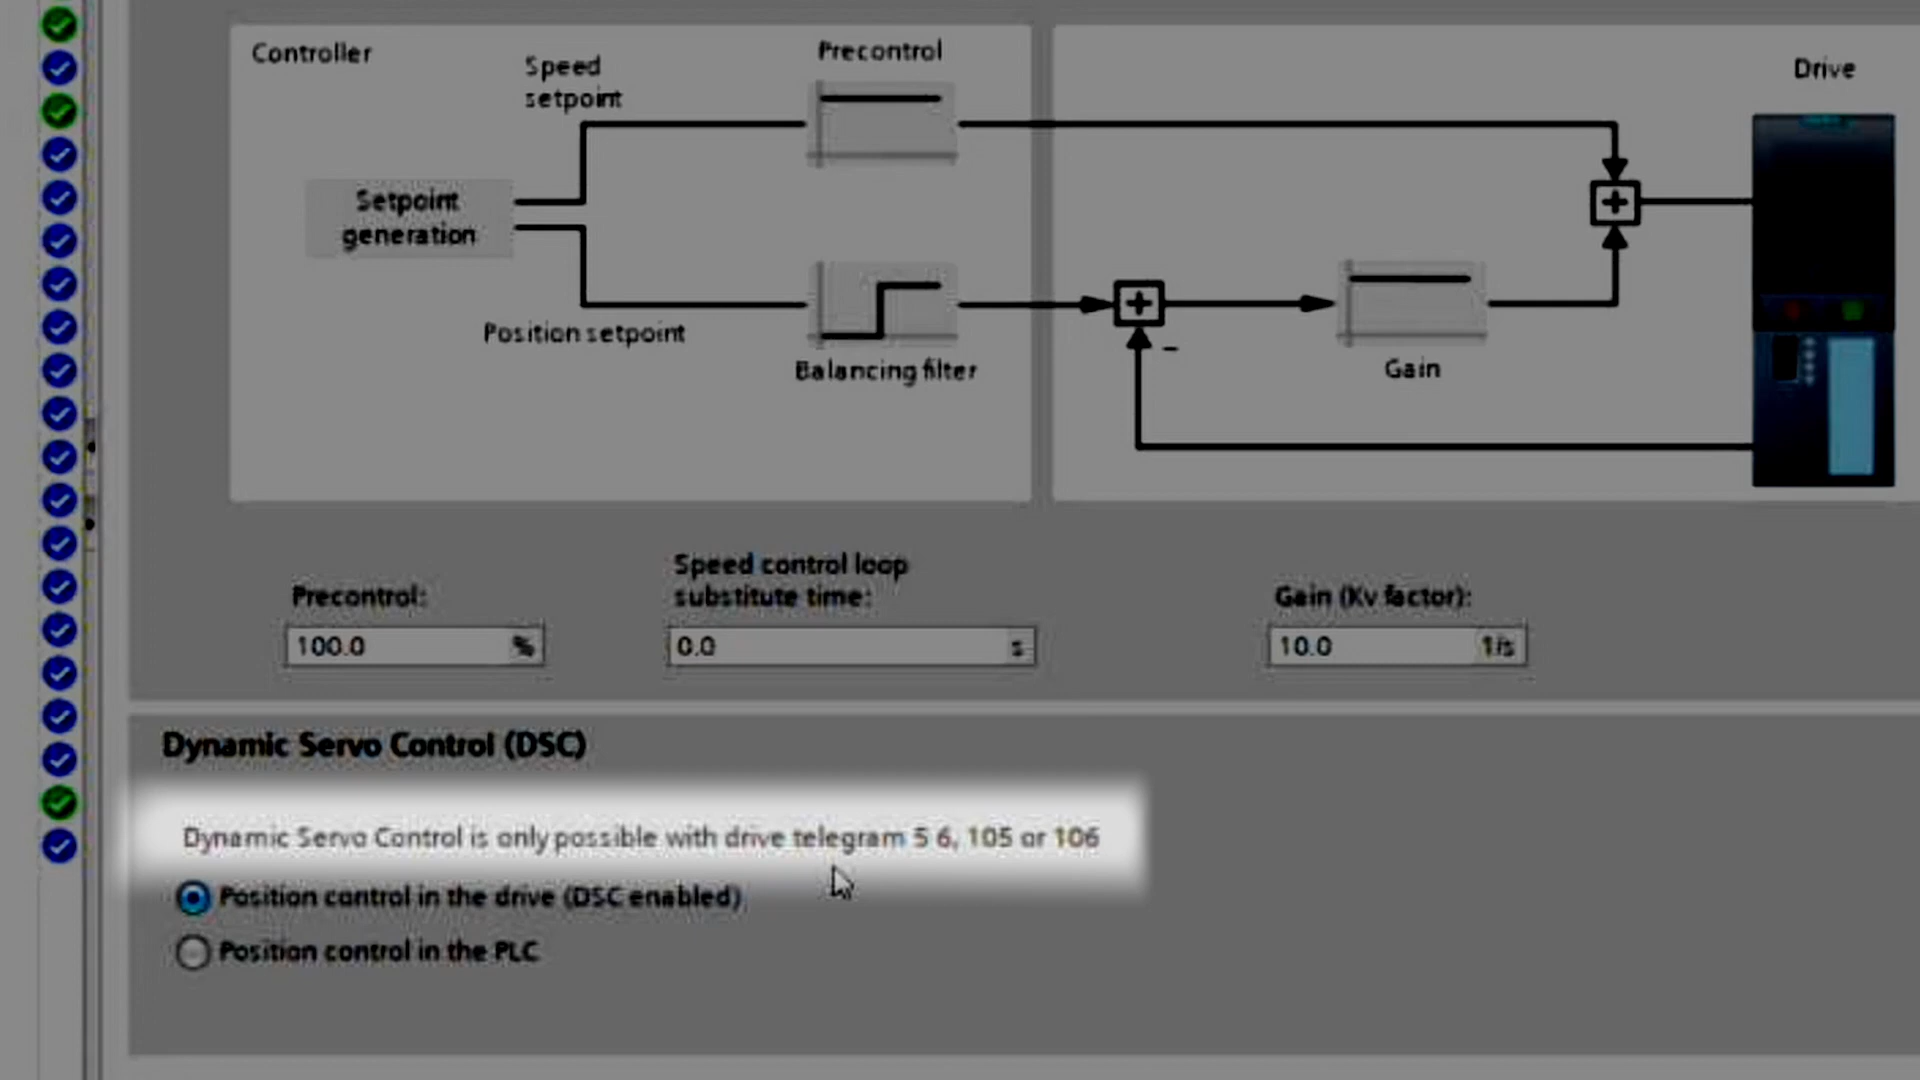 Controller
Speed
setpoint
Precontrol
Drive
Setpoint
generation
Position setpoint
Balancing filter
Gain
Precontrol:
100.0 %
Speed control loop
substitute time:
0.0 s
Gain (Kv factor):
10.0 1/s
Dynamic Servo Control (DSC)
Dynamic Servo Control is only possible with drive telegram 5 6, 105 or 106
Position control in the drive (DSC enabled)
Position control in the PLC